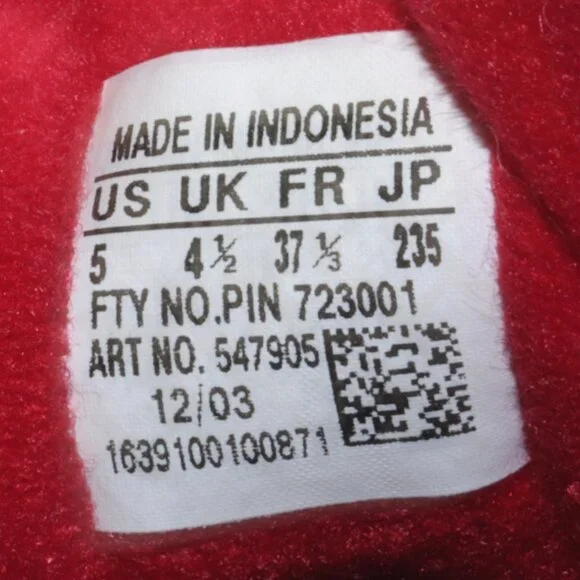 MADE IN INDONESIA
US UK FR JP
5 4½ 37⅓ 235
FTY NO.PIN 723001
ART NO. 547905
12/03
1639100100871